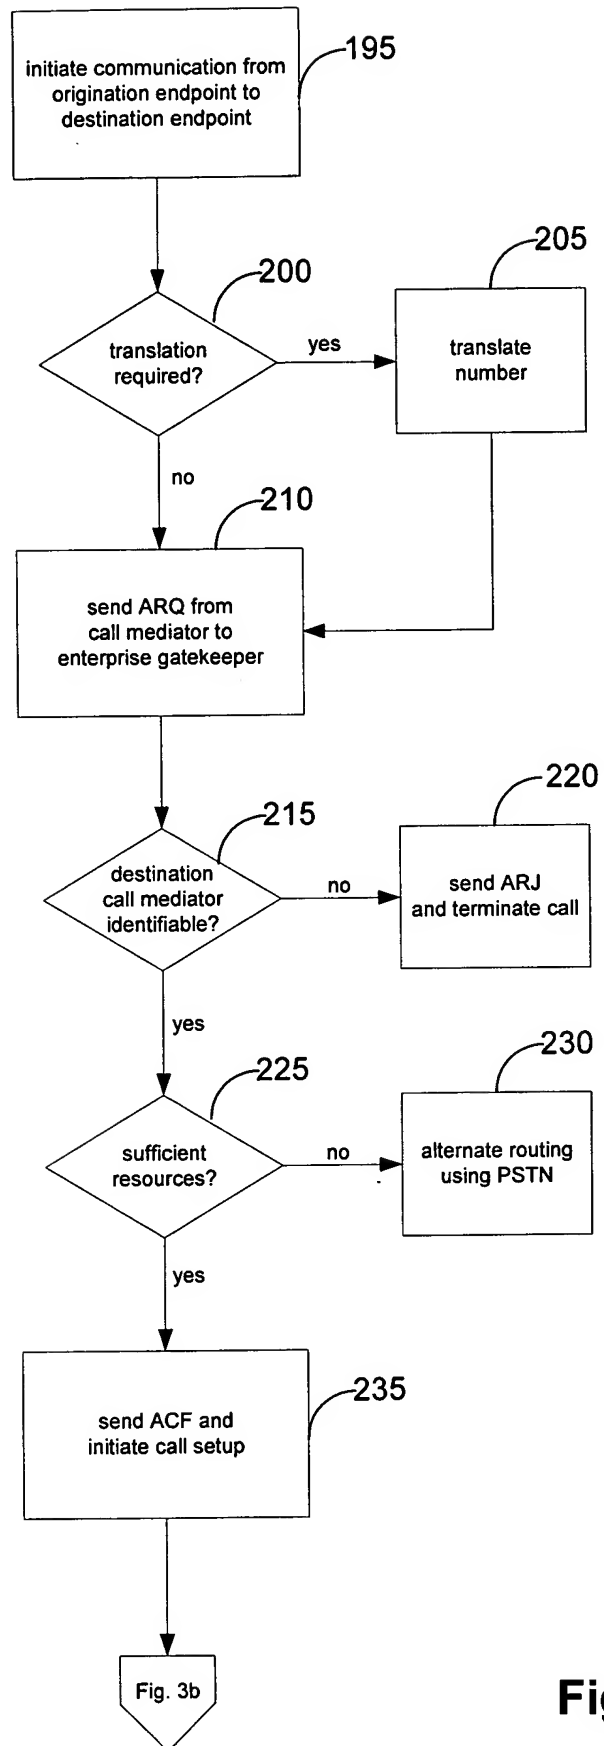 195
initiate communication from
origination endpoint to
destination endpoint
200
translation
required?
yes
205
translate
number
no
210
send ARQ from
call mediator to
enterprise gatekeeper
215
destination
call mediator
identifiable?
no
220
send ARJ
and terminate call
yes
225
sufficient
resources?
no
230
alternate routing
using PSTN
yes
235
send ACF and
initiate call setup
Fig. 3b
Fig